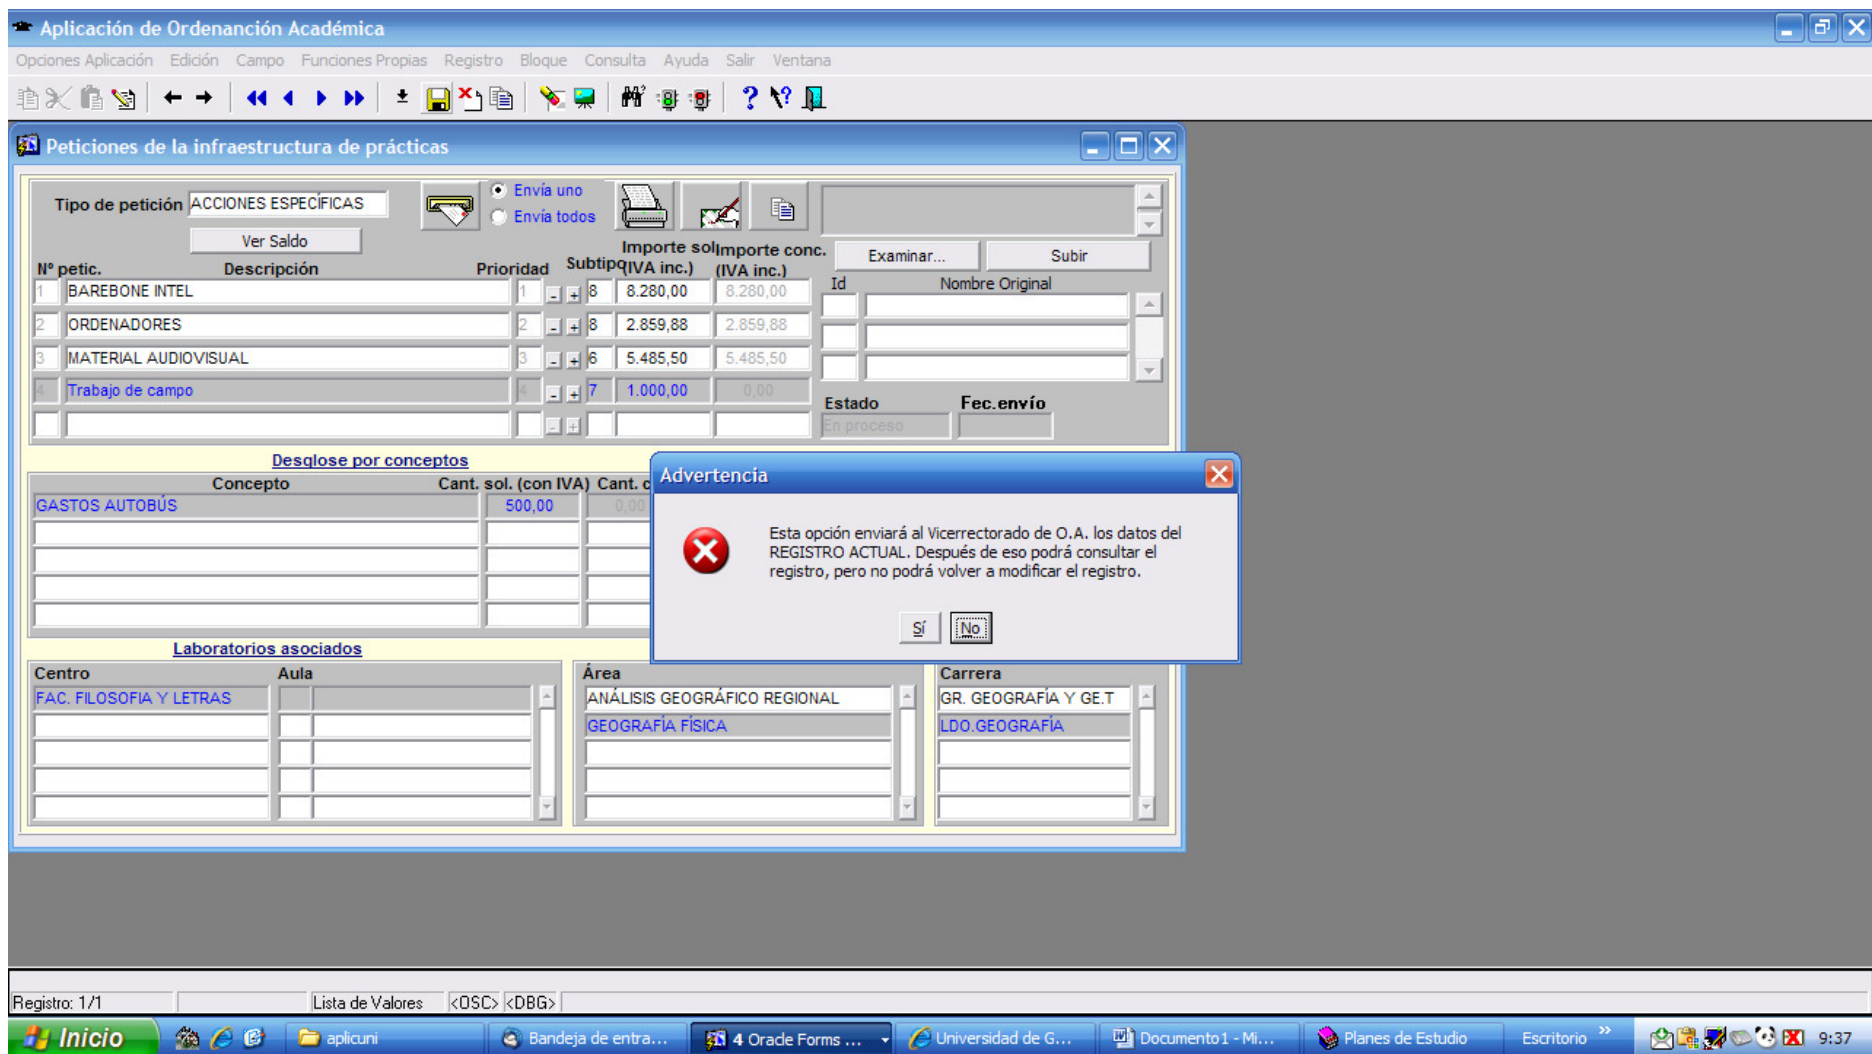 Aplicación de Ordenanción Académica
Opciones Aplicación Edición Campo Funciones Propias Registro Bloque Consulta Ayuda Salir Ventana
Peticiones de la infraestructura de prácticas
Tipo de petición ACCIONES ESPECÍFICAS
Envía uno
Envía todos
Ver Saldo
Examinar... Subir
Nº petic. Descripción Prioridad Subtipo Importe sol. (IVA inc.) Importe conc. (IVA inc.)
Id Nombre Original
1 BAREBONE INTEL 1 - + 8 8.280,00 8.280,00
2 ORDENADORES 2 - + 8 2.859,88 2.859,88
3 MATERIAL AUDIOVISUAL 3 - + 6 5.485,50 5.485,50
4 Trabajo de campo 4 - + 7 1.000,00 0,00
- +
Estado Fec.envío
En proceso
Desglose por conceptos
Concepto Cant. sol. (con IVA) Cant. c
GASTOS AUTOBÚS 500,00 0,00
Advertencia
Esta opción enviará al Vicerrectorado de O.A. los datos del
REGISTRO ACTUAL. Después de eso podrá consultar el
registro, pero no podrá volver a modificar el registro.
Sí No
Laboratorios asociados
Centro Aula
FAC. FILOSOFIA Y LETRAS
Área
ANÁLISIS GEOGRÁFICO REGIONAL
GEOGRAFÍA FÍSICA
Carrera
GR. GEOGRAFÍA Y GE.T
LDO.GEOGRAFÍA
Registro: 1/1 Lista de Valores <OSC> <DBG>
Inicio aplicuni Bandeja de entra... 4 Oracle Forms ... Universidad de G... Documento1 - Mi... Planes de Estudio Escritorio » 9:37